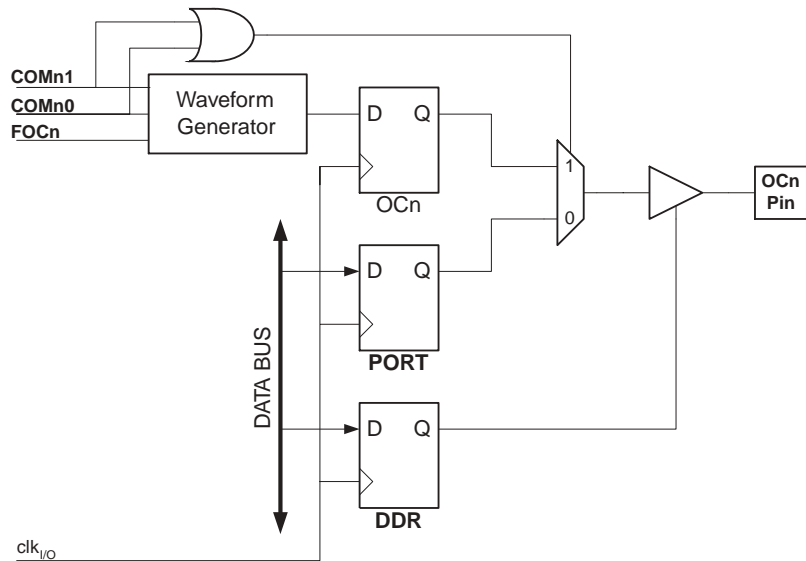 COMn1
COMn0
FOCn
Waveform
Generator
D Q
OCn
1
0
OCn
Pin
D Q
PORT
DATA BUS
D Q
DDR
clkI/O